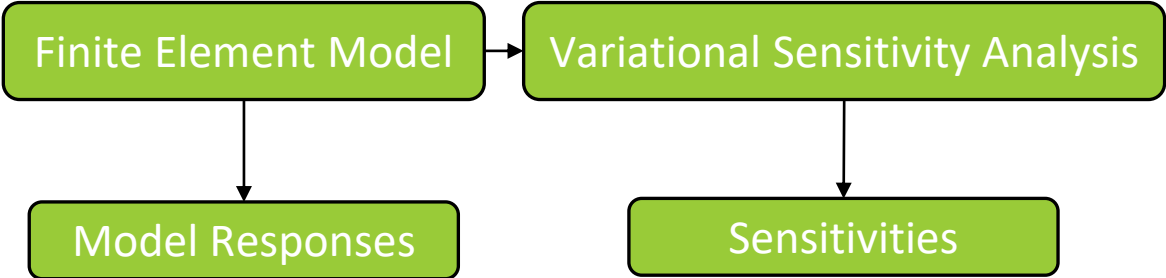 Finite Element Model
Variational Sensitivity Analysis
Model Responses
Sensitivities